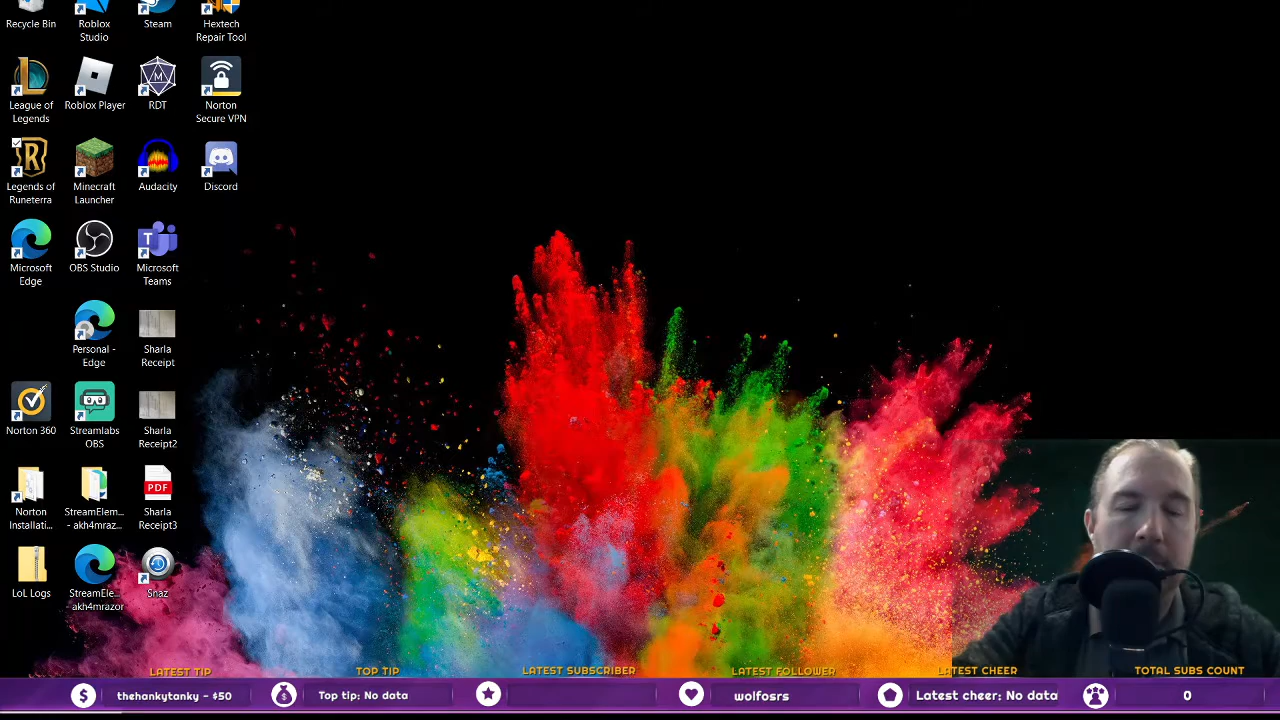 Recycle Bin
Roblox
Studio
Steam
Hextech
Repair Tool
League of
Legends
Roblox Player
RDT
Norton
Secure VPN
Legends of
Runeterra
Minecraft
Launcher
Audacity
Discord
Microsoft
Edge
OBS Studio
Microsoft
Teams
Personal -
Edge
Sharla
Receipt
Norton 360
Streamlabs
OBS
Sharla
Receipt2
Norton
Installati...
StreamElem...
- akh4mraz...
PDF
Sharla
Receipt3
LoL Logs
StreamEle...
akh4mrazor
Snaz
LATEST TIP
TOP TIP
LATEST SUBSCRIBER
LATEST FOLLOWER
LATEST CHEER
TOTAL SUBS COUNT
thehankytanky - $50
Top tip: No data
wolfosrs
Latest cheer: No data
0